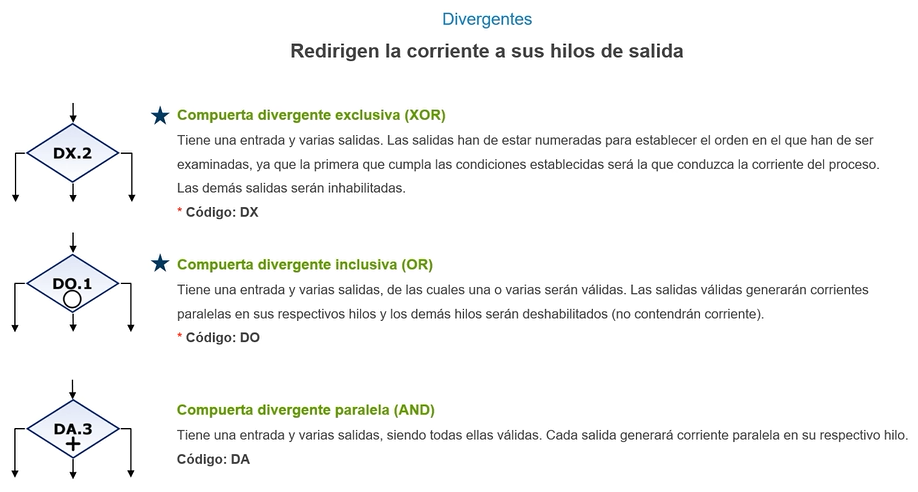 Divergentes
Redirigen la corriente a sus hilos de salida
DX.2
Compuerta divergente exclusiva (XOR)
Tiene una entrada y varias salidas. Las salidas han de estar numeradas para establecer el orden en el que han de ser
examinadas, ya que la primera que cumpla las condiciones establecidas será la que conduzca la corriente del proceso.
Las demás salidas serán inhabilitadas.
* Código: DX
DO.1
Compuerta divergente inclusiva (OR)
Tiene una entrada y varias salidas, de las cuales una o varias serán válidas. Las salidas válidas generarán corrientes
paralelas en sus respectivos hilos y los demás hilos serán deshabilitados (no contendrán corriente).
* Código: DO
DA.3
Compuerta divergente paralela (AND)
Tiene una entrada y varias salidas, siendo todas ellas válidas. Cada salida generará corriente paralela en su respectivo hilo.
Código: DA